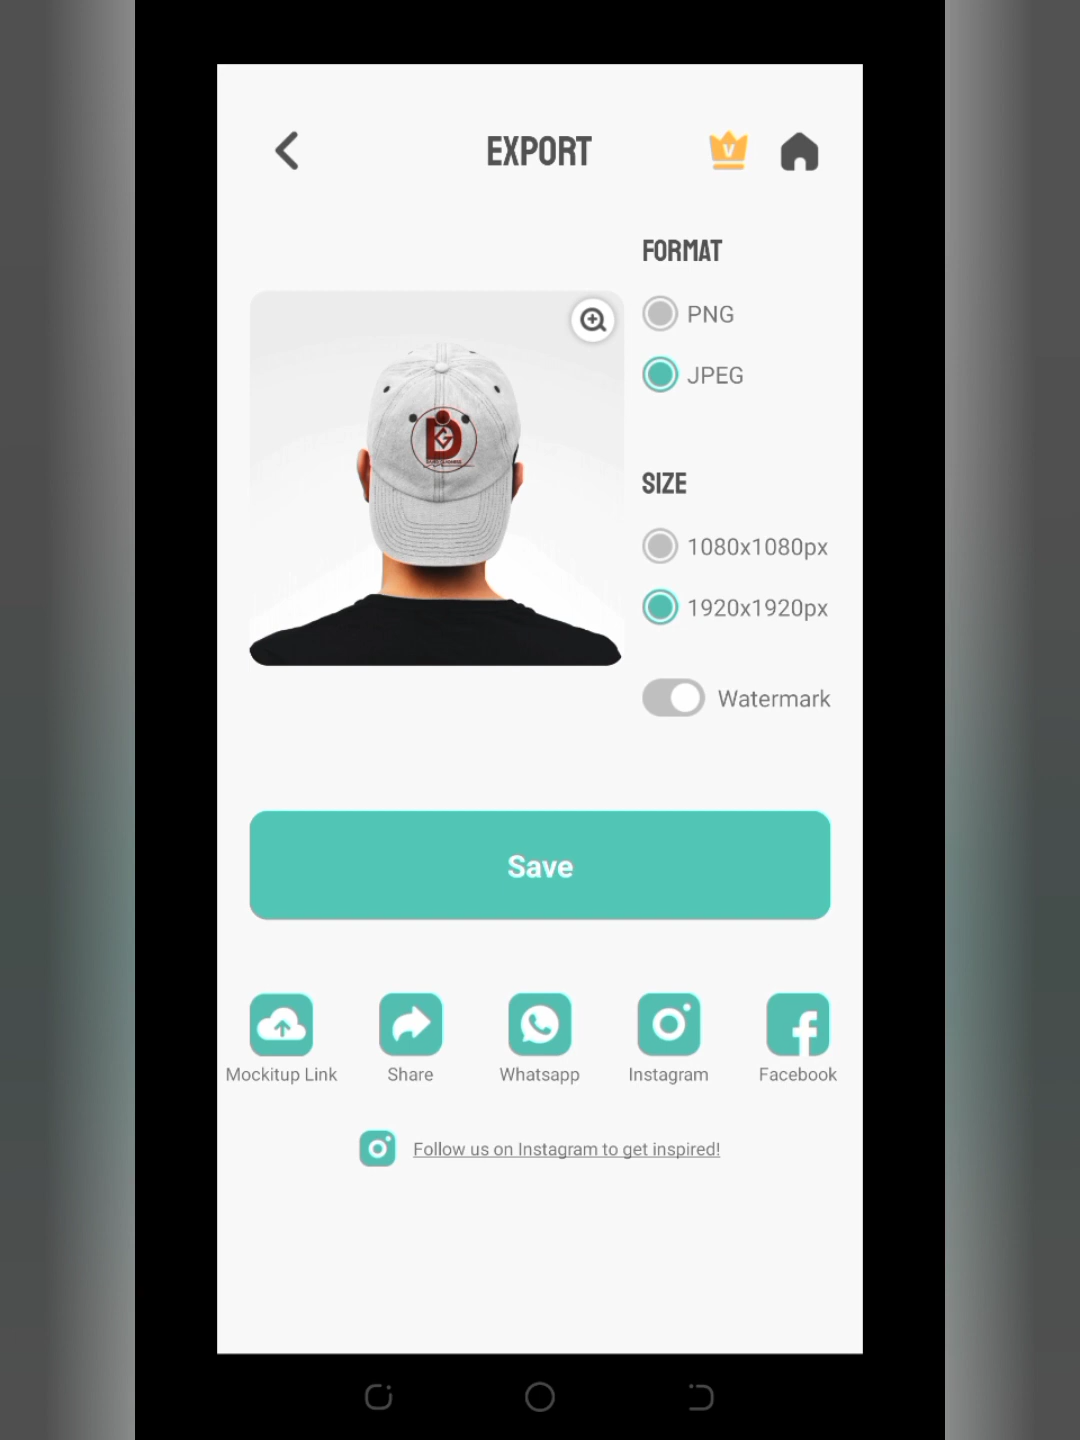 EXPORT
V
FORMAT
PNG
JPEG
SIZE
1080x1080px
1920x1920px
Watermark
Save
Mockitup Link
Share
Whatsapp
Instagram
Facebook
Follow us on Instagram to get inspired!